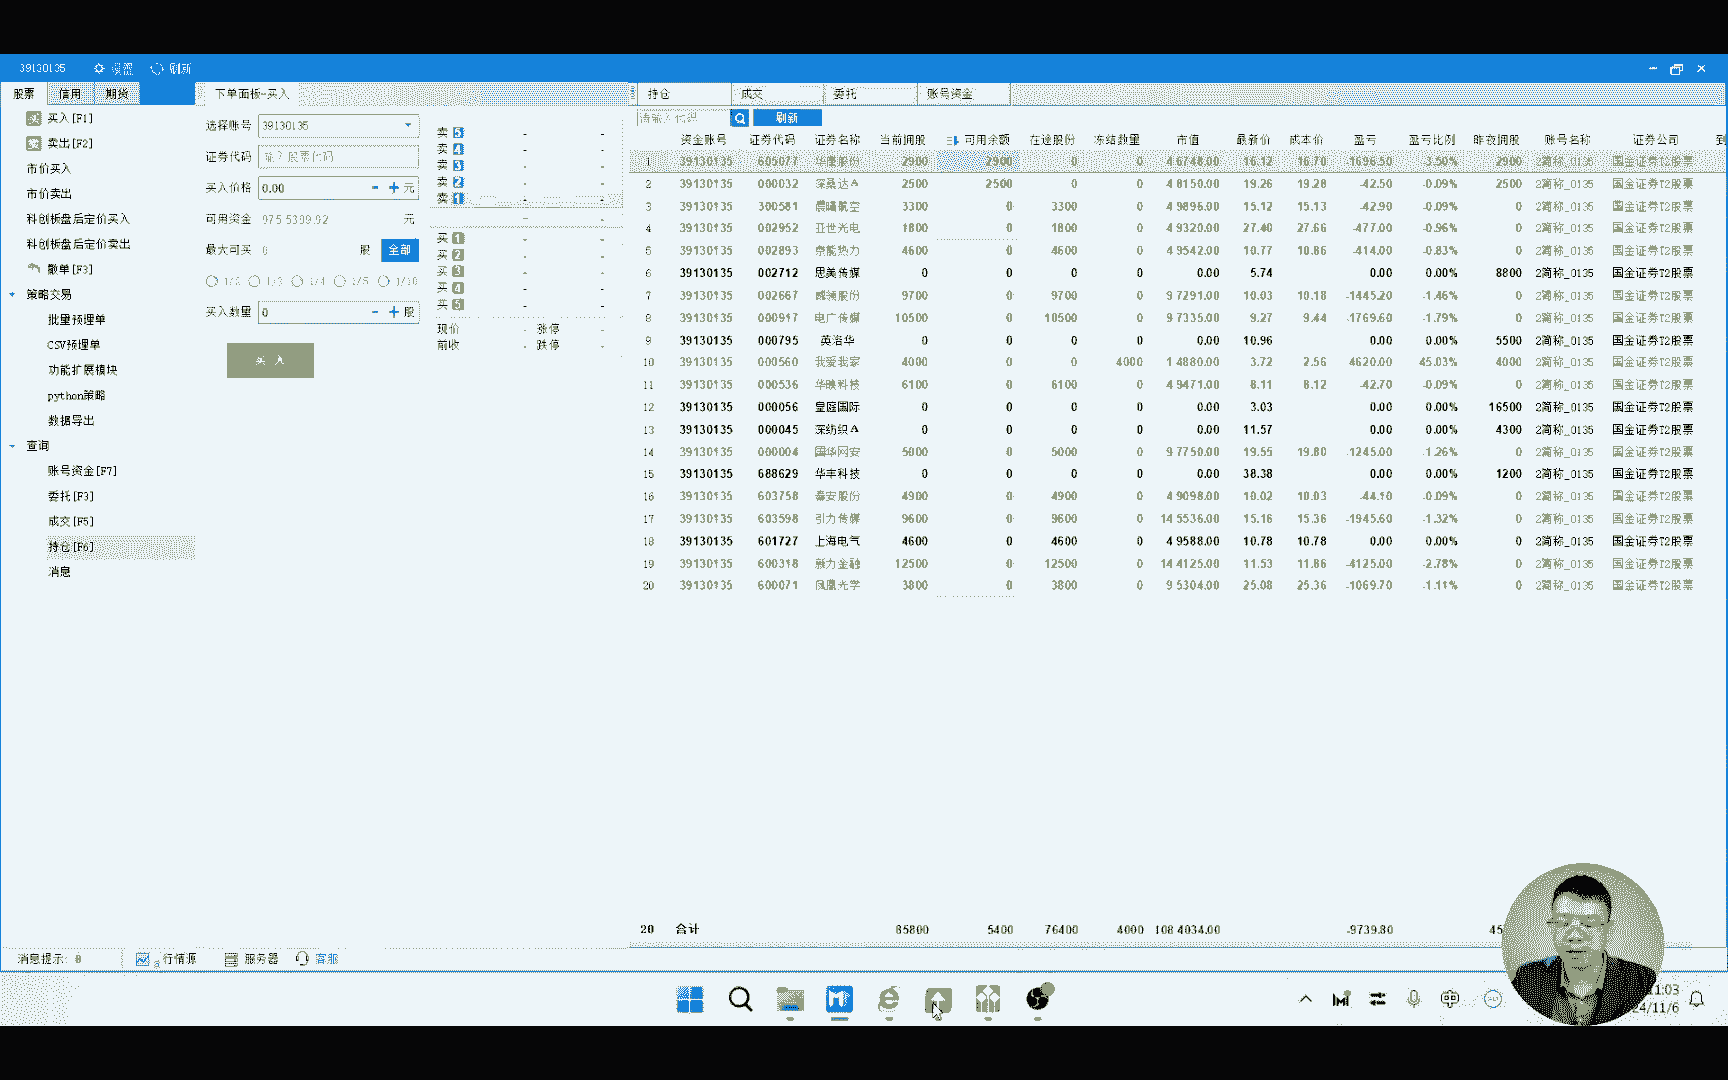 39130135 设置 刷新
股票 信用 期货 下单面板-买入 持仓 成交 委托 账号资金
买入[F1]
卖出[F2]
市价买入
市价卖出
科创板盘后定价买入
科创板盘后定价卖出
撤单[F3]
策略交易
批量预埋单
CSV预埋单
功能扩展模块
python策略
数据导出
查询
账号资金[F7]
委托[F3]
成交[F5]
持仓[F6]
消息
选择账号 39130135
证券代码 输入股票代码
买入价格 0.00 - + 元
可用资金 975 5309.92 元
最大可买 0 股 全部
1/2 1/3 1/4 1/5 1/10
买入数量 0 - + 股
买 入
卖 5 - -
卖 4 - -
卖 3 - -
卖 2 - -
卖 1 - -
买 1 - -
买 2 - -
买 3 - -
买 4 - -
买 5 - -
现价 - 涨停 -
前收 - 跌停 -
请输入代码 刷新
资金账号 证券代码 证券名称 当前拥股 可用余额 在途股份 冻结数量 市值 最新价 成本价 盈亏 盈亏比例 昨夜拥股 账号名称 证券公司
1 39130135 605077 2900 2900 0 0 4 6748.00 16.12 16.70 -1696.50 -3.50% 2900 2简称_0135 国金证券T2股票
2 39130135 000032 深桑达A 2500 2500 0 0 4 8150.00 19.26 19.28 -42.50 -0.09% 2500 2简称_0135 国金证券T2股票
3 39130135 300581 晨曦航空 3300 0 3300 0 4 9896.00 15.12 15.13 -42.90 -0.09% 0 2简称_0135 国金证券T2股票
4 39130135 002952 亚世光电 1800 0 1800 0 4 9320.00 27.40 27.66 -477.00 -0.96% 0 2简称_0135 国金证券T2股票
5 39130135 002893 京能热力 4600 0 4600 0 4 9542.00 10.77 10.86 -414.00 -0.83% 0 2简称_0135 国金证券T2股票
6 39130135 002712 思美传媒 0 0 0 0 0.00 5.74 0.00 0.00% 8800 2简称_0135 国金证券T2股票
7 39130135 002667 威领股份 9700 0 9700 0 9 7291.00 10.03 10.18 -1445.20 -1.46% 0 2简称_0135 国金证券T2股票
8 39130135 000917 电广传媒 10500 0 10500 0 9 7335.00 9.27 9.44 -1769.60 -1.79% 0 2简称_0135 国金证券T2股票
9 39130135 000795 英洛华 0 0 0 0 0.00 10.96 0.00 0.00% 5500 2简称_0135 国金证券T2股票
10 39130135 000560 我爱我家 4000 0 0 4000 1 4880.00 3.72 2.56 4620.00 45.03% 4000 2简称_0135 国金证券T2股票
11 39130135 000536 华映科技 6100 0 6100 0 4 9471.00 8.11 8.12 -42.70 -0.09% 0 2简称_0135 国金证券T2股票
12 39130135 000056 皇庭国际 0 0 0 0 0.00 3.03 0.00 0.00% 16500 2简称_0135 国金证券T2股票
13 39130135 000045 深纺织A 0 0 0 0 0.00 11.57 0.00 0.00% 4300 2简称_0135 国金证券T2股票
14 39130135 000004 国华网安 5000 0 5000 0 9 7750.00 19.55 19.80 -1245.00 -1.26% 0 2简称_0135 国金证券T2股票
15 39130135 688629 华丰科技 0 0 0 0 0.00 38.38 0.00 0.00% 1200 2简称_0135 国金证券T2股票
16 39130135 603758 秦安股份 4900 0 4900 0 4 9098.00 10.02 10.03 -44.10 -0.09% 0 2简称_0135 国金证券T2股票
17 39130135 603598 引力传媒 9600 0 9600 0 14 5536.00 15.16 15.36 -1945.60 -1.32% 0 2简称_0135 国金证券T2股票
18 39130135 601727 上海电气 4600 0 4600 0 4 9588.00 10.78 10.78 0.00 0.00% 0 2简称_0135 国金证券T2股票
19 39130135 600318 新力金融 12500 0 12500 0 14 4125.00 11.53 11.86 -4125.00 -2.78% 0 2简称_0135 国金证券T2股票
20 39130135 600071 凤凰光学 3800 0 3800 0 9 5304.00 25.08 25.36 -1069.70 -1.11% 0 2简称_0135 国金证券T2股票
20 合计 85800 5400 76400 4000 108 4034.00 -9739.80 45
消息提示: 0 行情源 服务器 客服
中
11:03
24/11/6